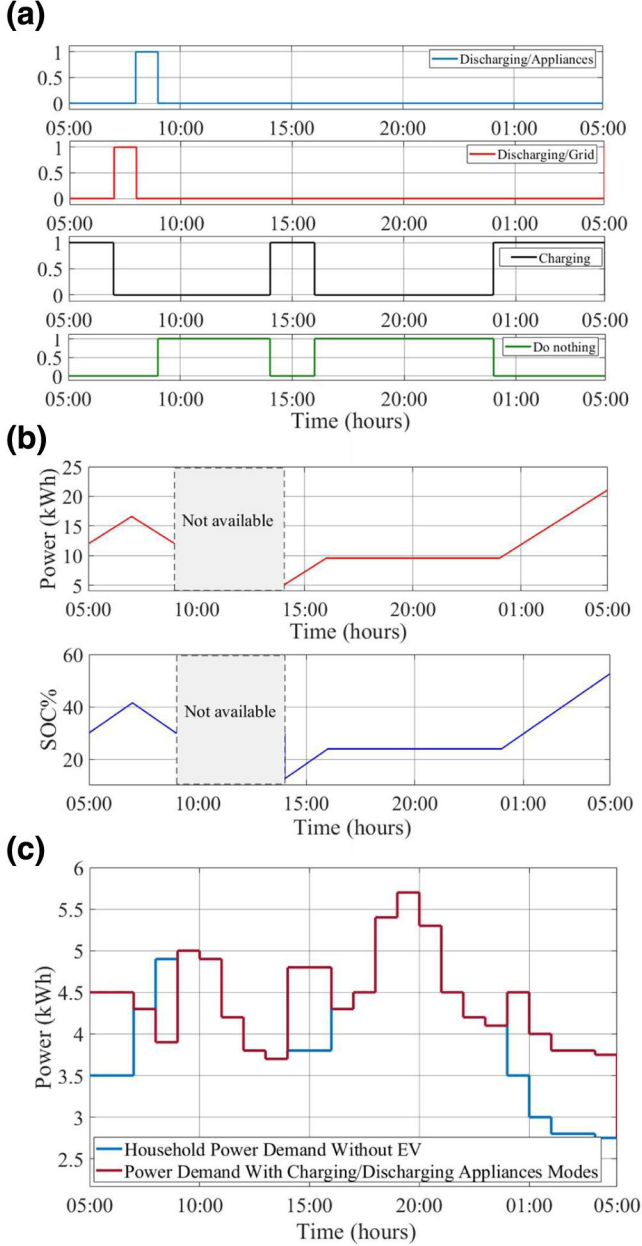 (a)
1
0.5
0
Discharging/Appliances
05:00 10:00 15:00 20:00 01:00 05:00
1
0.5
0
Discharging/Grid
05:00 10:00 15:00 20:00 01:00 05:00
1
0.5
0
Charging
05:00 10:00 15:00 20:00 01:00 05:00
1
0.5
0
Do nothing
05:00 10:00 15:00 20:00 01:00 05:00
Time (hours)
(b)
Power (kWh)
25
20
15
10
5
Not available
05:00 10:00 15:00 20:00 01:00 05:00
Time (hours)
SOC%
60
40
20
Not available
05:00 10:00 15:00 20:00 01:00 05:00
Time (hours)
(c)
Power (kWh)
6
5.5
5
4.5
4
3.5
3
2.5
Household Power Demand Without EV
Power Demand With Charging/Discharging Appliances Modes
05:00 10:00 15:00 20:00 01:00 05:00
Time (hours)